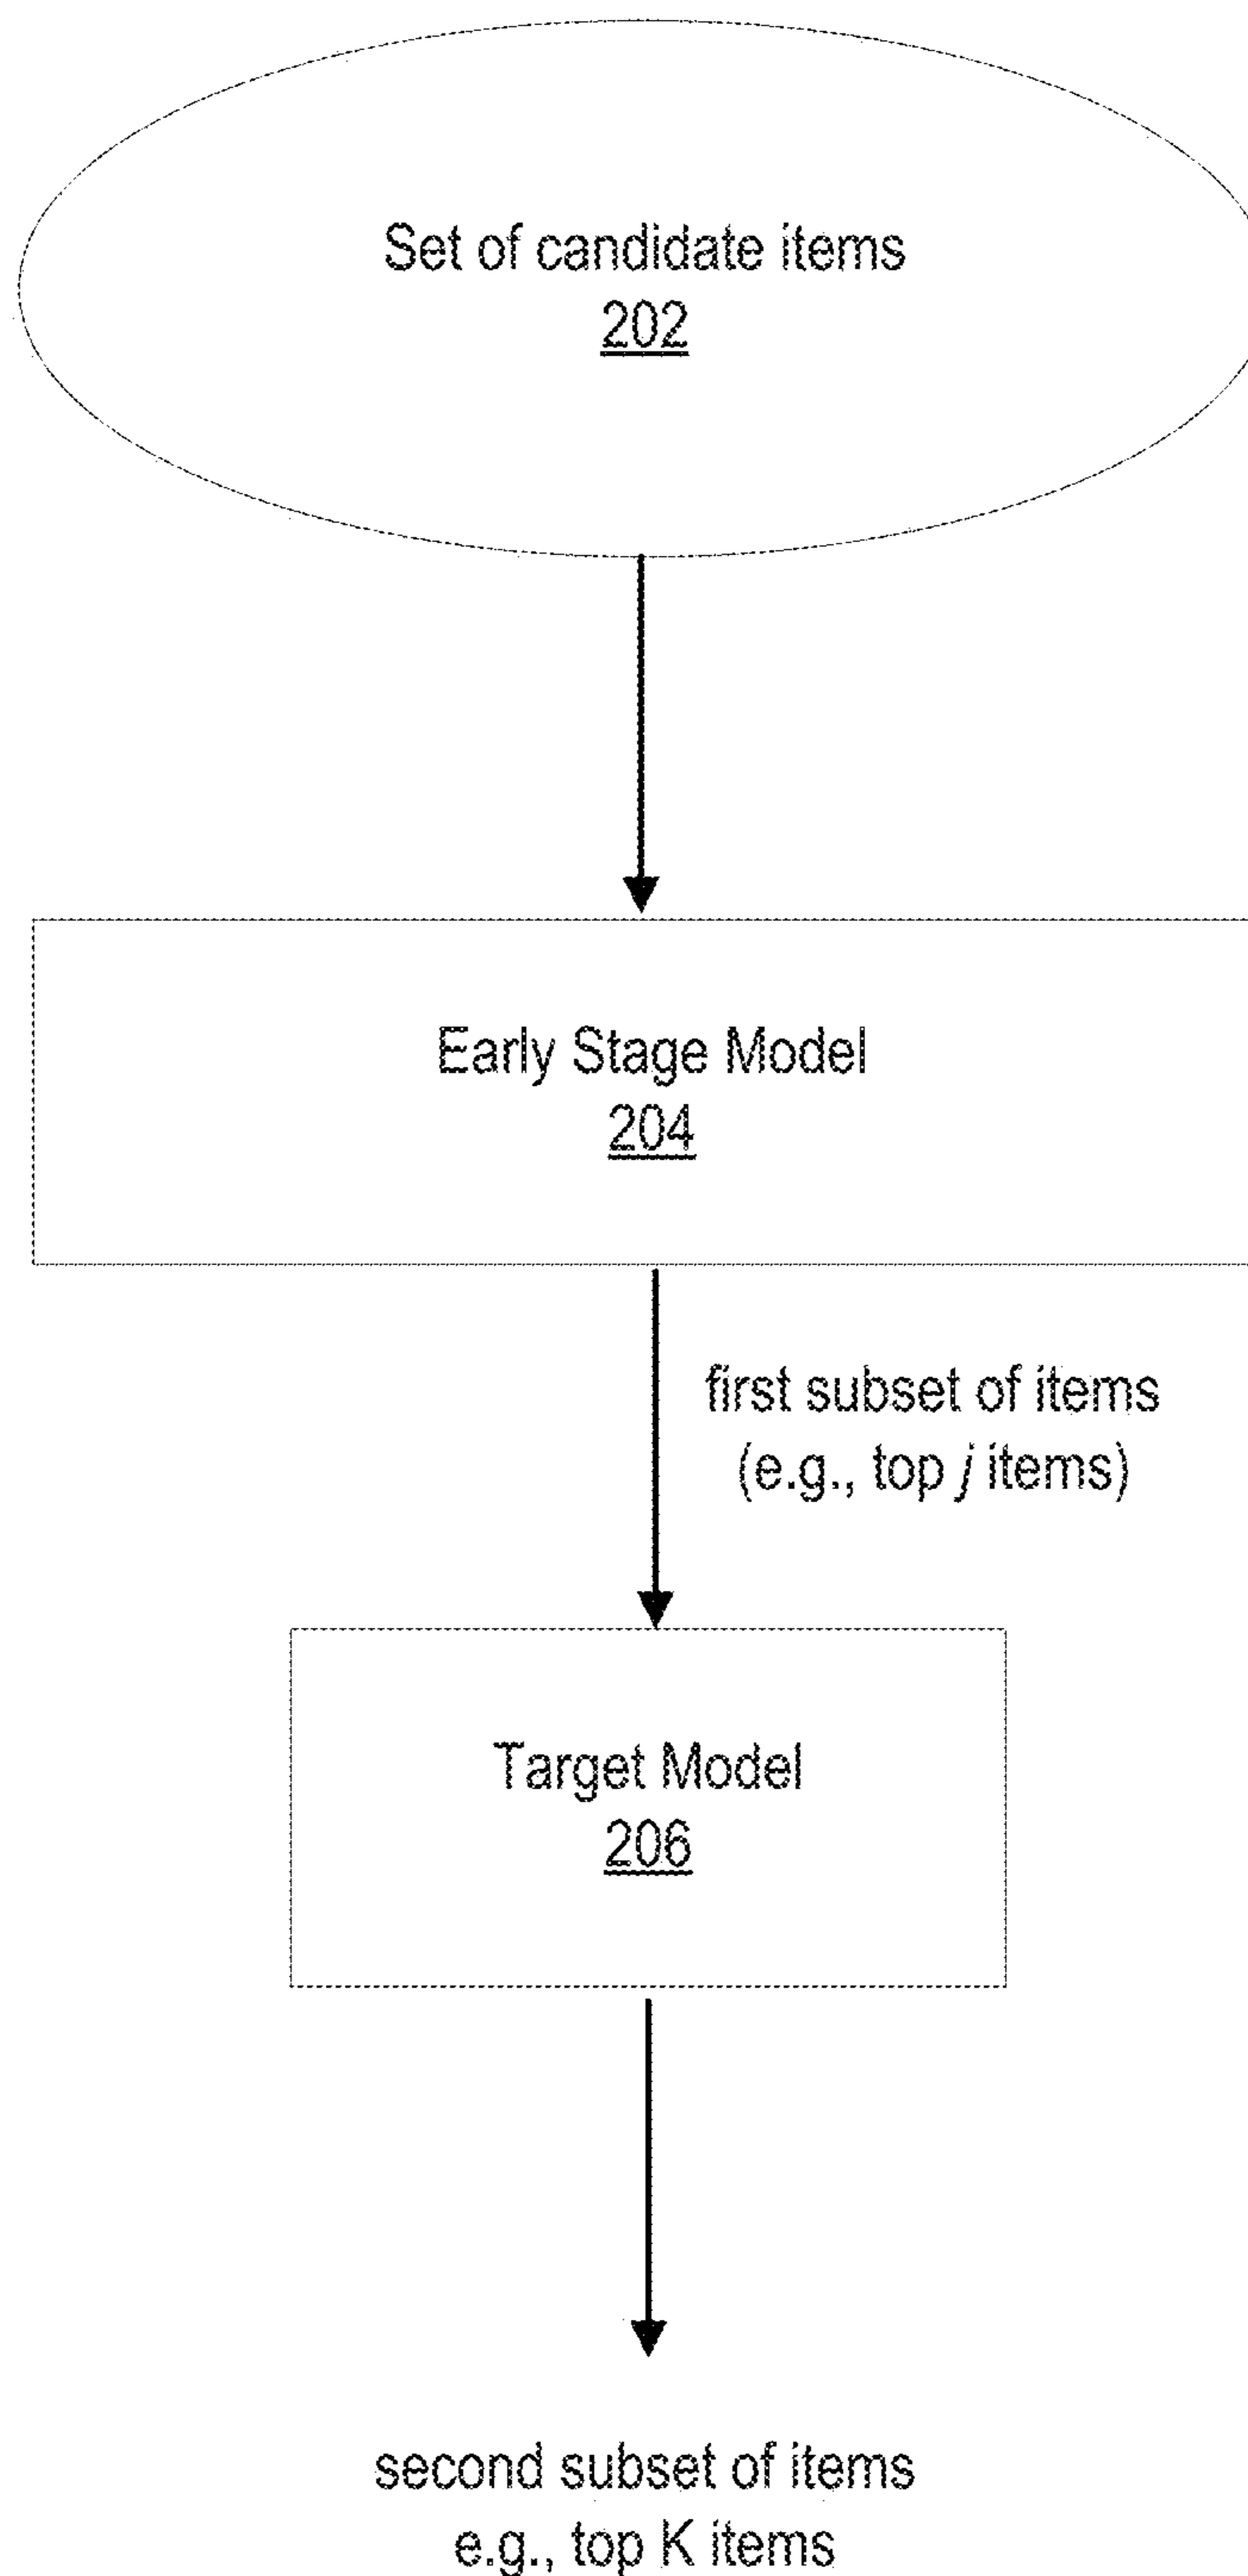 Set of candidate items
202
Early Stage Model
204
first subset of items
(e.g., top j items)
Target Model
206
second subset of items
e.g., top K items